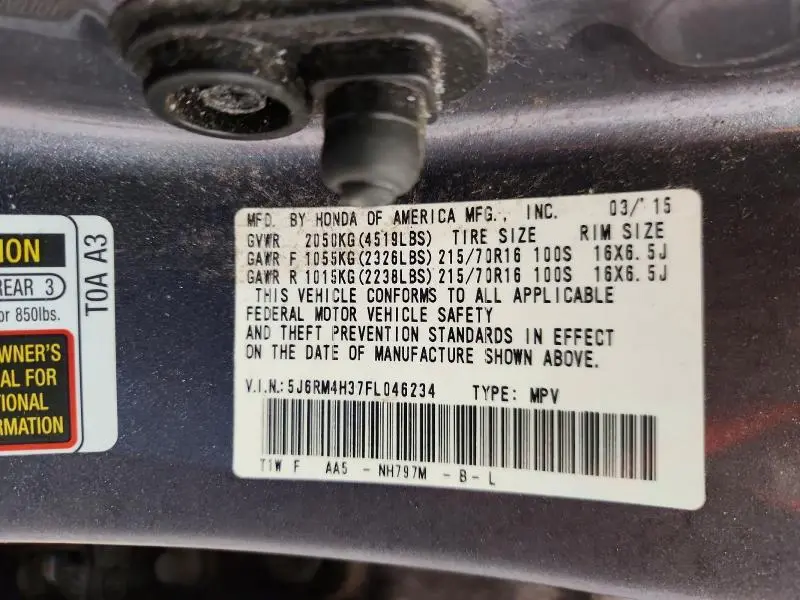 ION
REAR 3
or 850lbs.
WNER'S
AL FOR
TIONAL
RMATION
TOA A3
MFD. BY HONDA OF AMERICA MFG., INC. 03/'15
GVWR 2050KG(4519LBS) TIRE SIZE RIM SIZE
GAWR F 1055KG(2326LBS) 215/70R16 100S 16X6.5J
GAWR R 1015KG(2238LBS) 215/70R16 100S 16X6.5J
THIS VEHICLE CONFORMS TO ALL APPLICABLE
FEDERAL MOTOR VEHICLE SAFETY
AND THEFT PREVENTION STANDARDS IN EFFECT
ON THE DATE OF MANUFACTURE SHOWN ABOVE.
V.I.N.: 5J6RM4H37FL046234 TYPE: MPV
T1W F AA5 - NH797M - B - L